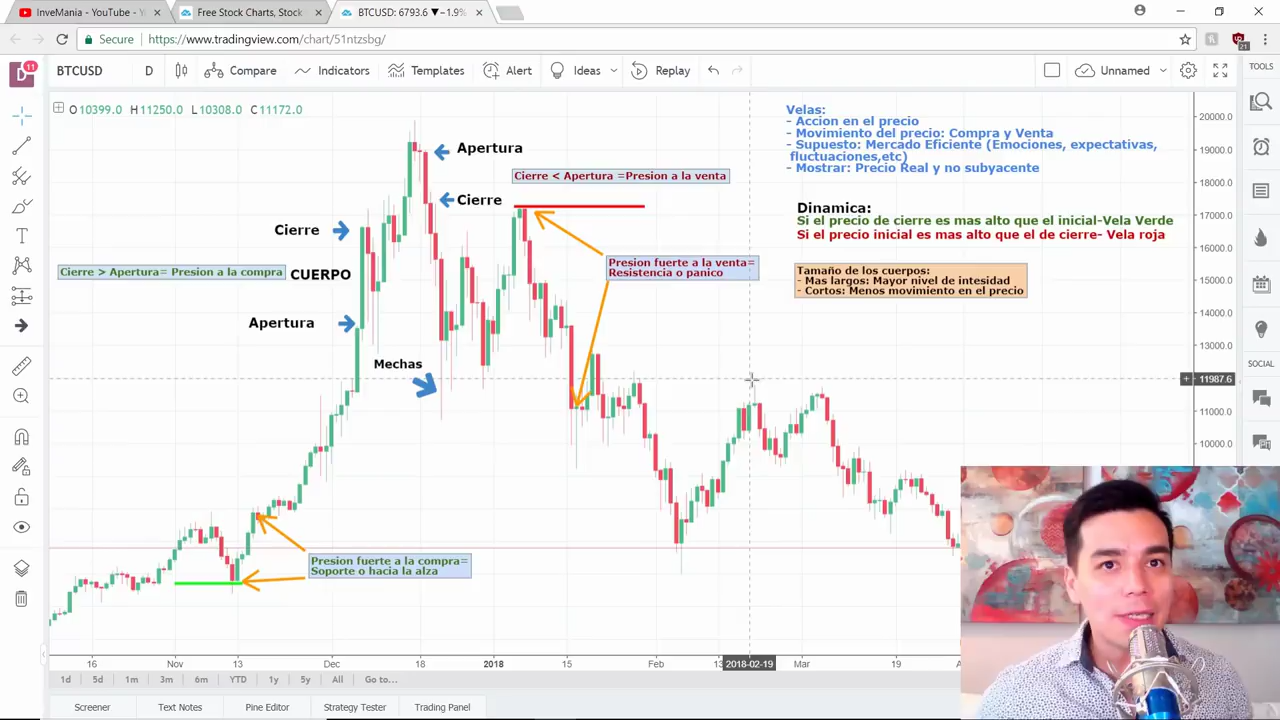 InveMania - YouTube - Yo
Free Stock Charts, Stock
BTCUSD: 6793.6 ▼−1.9%
Secure
https://www.tradingview.com/chart/51ntzsbg/
11
BTCUSD
D
Compare
Indicators
Templates
Alert
Ideas
Replay
Unnamed
TOOLS
O10399.0 H11250.0 L10308.0 C11172.0
Velas:
- Accion en el precio
- Movimiento del precio: Compra y Venta
- Supuesto: Mercado Eficiente (Emociones, expectativas,
fluctuaciones,etc)
- Mostrar: Precio Real y no subyacente
Dinamica:
Si el precio de cierre es mas alto que el inicial-Vela Verde
Si el precio inicial es mas alto que el de cierre- Vela roja
Tamaño de los cuerpos:
- Mas largos: Mayor nivel de intesidad
- Cortos: Menos movimiento en el precio
Apertura
Cierre < Apertura =Presion a la venta
Cierre
Cierre
Cierre > Apertura= Presion a la compra
CUERPO
Presion fuerte a la venta=
Resistencia o panico
Apertura
Mechas
Presion fuerte a la compra=
Soporte o hacia la alza
20000.0
19000.0
18000.0
17000.0
16000.0
15000.0
14000.0
13000.0
11987.6
11000.0
10000.0
SOCIAL
16
Nov
13
Dec
18
2018
15
Feb
13
2018-02-19
Mar
19
1d
5d
1m
3m
6m
YTD
1y
5y
All
Go to...
Screener
Text Notes
Pine Editor
Strategy Tester
Trading Panel